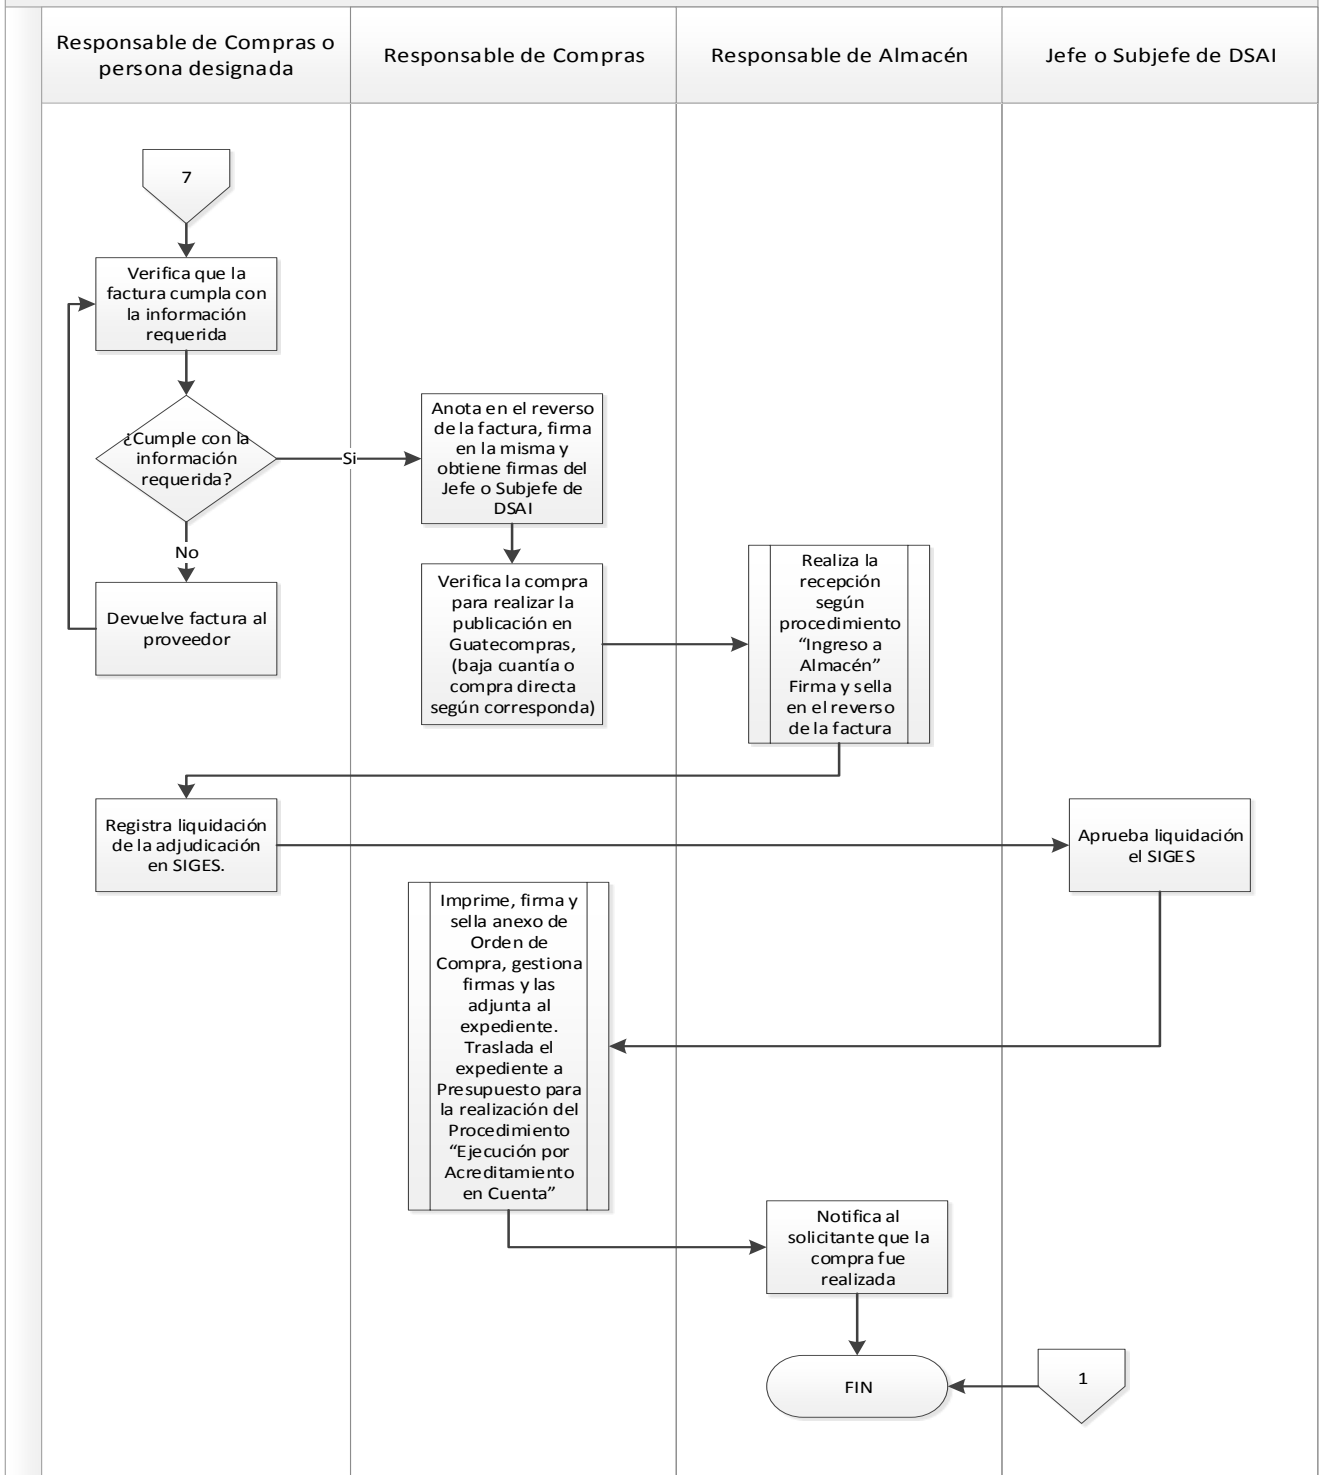 Responsable de Compras o
persona designada
Responsable de Compras
Responsable de Almacén
Jefe o Subjefe de DSAI
7
Verifica que la
factura cumpla con
la información
requerida
¿Cumple con la
información
requerida?
Si
No
Devuelve factura al
proveedor
Anota en el reverso
de la factura, firma
en la misma y
obtiene firmas del
Jefe o Subjefe de
DSAI
Verifica la compra
para realizar la
publicación en
Guatecompras,
(baja cuantía o
compra directa
según corresponda)
Realiza la
recepción
según
procedimiento
“Ingreso a
Almacén”
Firma y sella
en el reverso
de la factura
Registra liquidación
de la adjudicación
en SIGES.
Aprueba liquidación
el SIGES
Imprime, firma y
sella anexo de
Orden de
Compra, gestiona
firmas y las
adjunta al
expediente.
Traslada el
expediente a
Presupuesto para
la realización del
Procedimiento
“Ejecución por
Acreditamiento
en Cuenta”
Notifica al
solicitante que la
compra fue
realizada
FIN
1